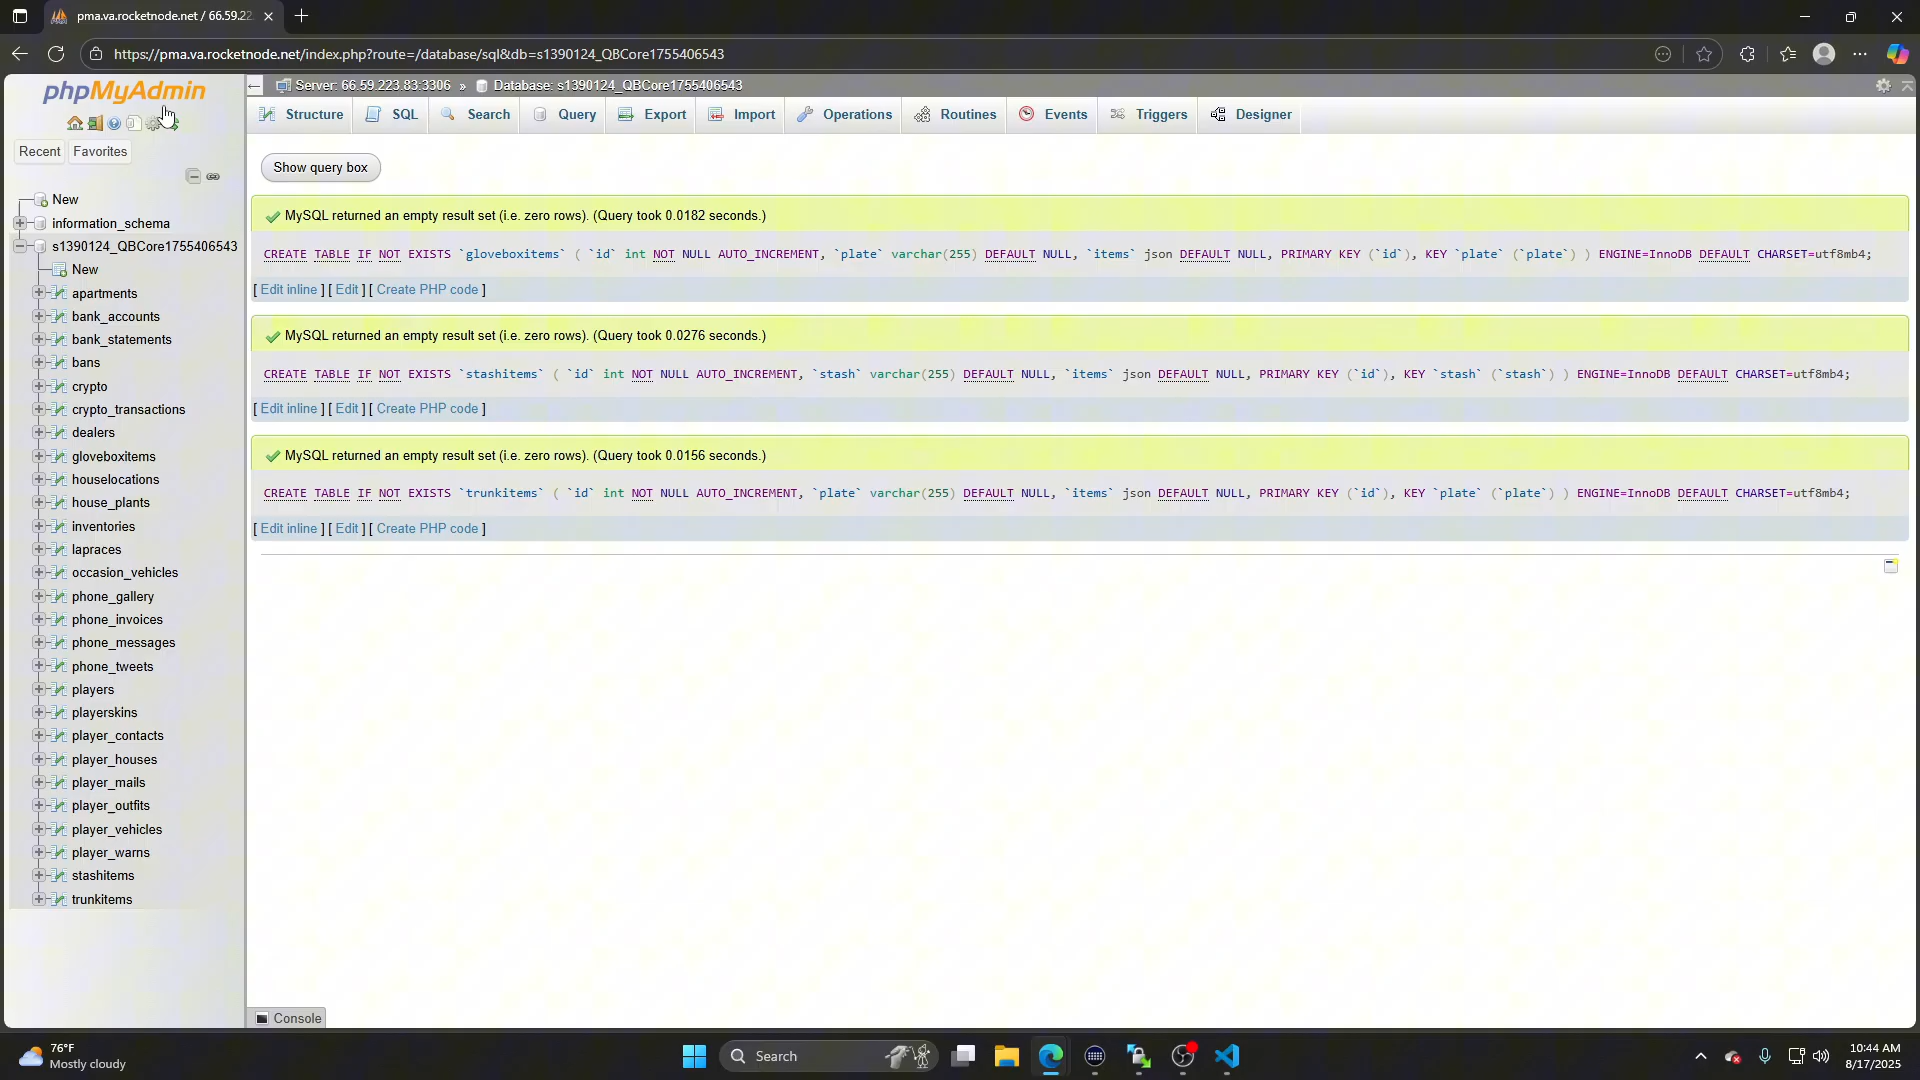 pma.va.rocketnode.net / 66.59.22
https://pma.va.rocketnode.net/index.php?route=/database/sql&db=s1390124_QBCore1755406543
phpMyAdmin
Recent
Favorites
New
information_schema
s1390124_QBCore1755406543
New
apartments
bank_accounts
bank_statements
bans
crypto
crypto_transactions
dealers
gloveboxitems
houselocations
house_plants
inventories
lapraces
occasion_vehicles
phone_gallery
phone_invoices
phone_messages
phone_tweets
players
playerskins
player_contacts
player_houses
player_mails
player_outfits
player_vehicles
player_warns
stashitems
trunkitems
Server: 66.59.223.83:3306 » Database: s1390124_QBCore1755406543
Structure SQL Search Query Export Import Operations Routines Events Triggers Designer
Show query box
MySQL returned an empty result set (i.e. zero rows). (Query took 0.0182 seconds.)
CREATE TABLE IF NOT EXISTS `gloveboxitems` ( `id` int NOT NULL AUTO_INCREMENT, `plate` varchar(255) DEFAULT NULL, `items` json DEFAULT NULL, PRIMARY KEY (`id`), KEY `plate` (`plate`) ) ENGINE=InnoDB DEFAULT CHARSET=utf8mb4;
[ Edit inline ] [ Edit ] [ Create PHP code ]
MySQL returned an empty result set (i.e. zero rows). (Query took 0.0276 seconds.)
CREATE TABLE IF NOT EXISTS `stashitems` ( `id` int NOT NULL AUTO_INCREMENT, `stash` varchar(255) DEFAULT NULL, `items` json DEFAULT NULL, PRIMARY KEY (`id`), KEY `stash` (`stash`) ) ENGINE=InnoDB DEFAULT CHARSET=utf8mb4;
[ Edit inline ] [ Edit ] [ Create PHP code ]
MySQL returned an empty result set (i.e. zero rows). (Query took 0.0156 seconds.)
CREATE TABLE IF NOT EXISTS `trunkitems` ( `id` int NOT NULL AUTO_INCREMENT, `plate` varchar(255) DEFAULT NULL, `items` json DEFAULT NULL, PRIMARY KEY (`id`), KEY `plate` (`plate`) ) ENGINE=InnoDB DEFAULT CHARSET=utf8mb4;
[ Edit inline ] [ Edit ] [ Create PHP code ]
Console
76°F
Mostly cloudy
Search
10:44 AM
8/17/2025